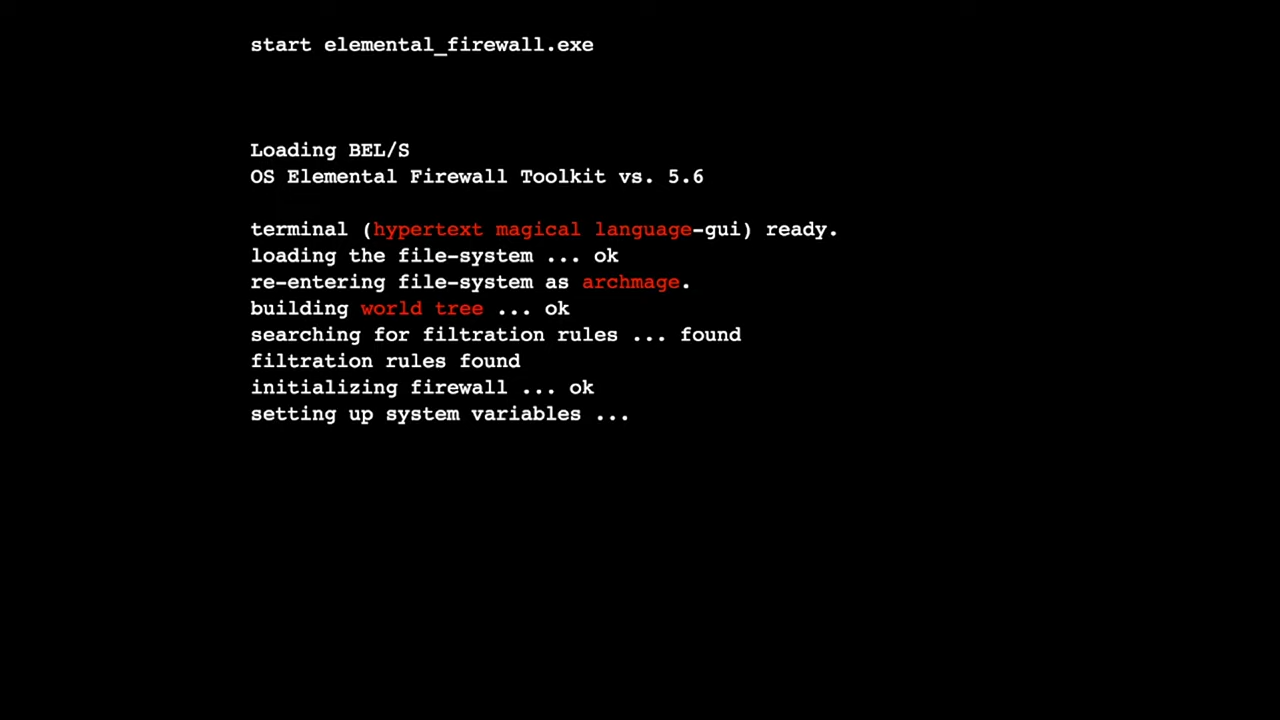 start elemental_firewall.exe
Loading BEL/S
OS Elemental Firewall Toolkit vs. 5.6
terminal (hypertext magical language-gui) ready.
loading the file-system ... ok
re-entering file-system as archmage.
building world tree ... ok
searching for filtration rules ... found
filtration rules found
initializing firewall ... ok
setting up system variables ...